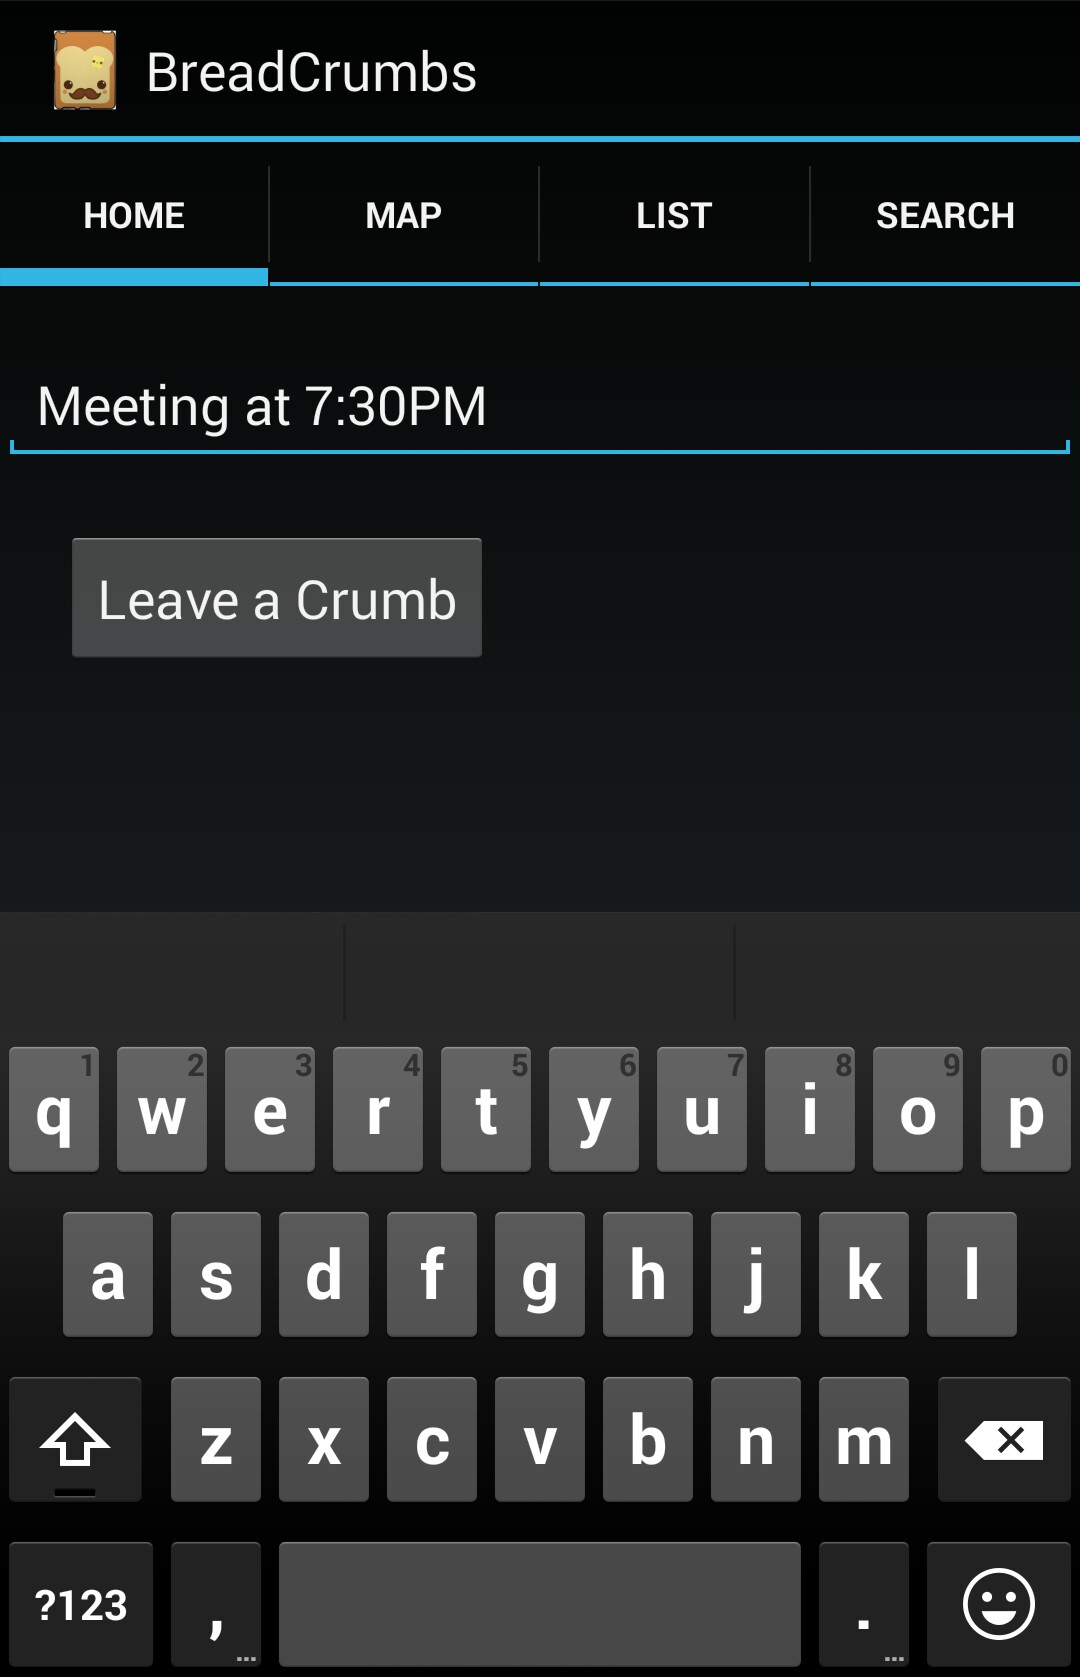 BreadCrumbs
HOME MAP LIST SEARCH
Meeting at 7:30PM
Leave a Crumb
1 2 3 4 5 6 7 8 9 0
q w e r t y u i o p
a s d f g h j k l
z x c v b n m
?123 , ... . ...